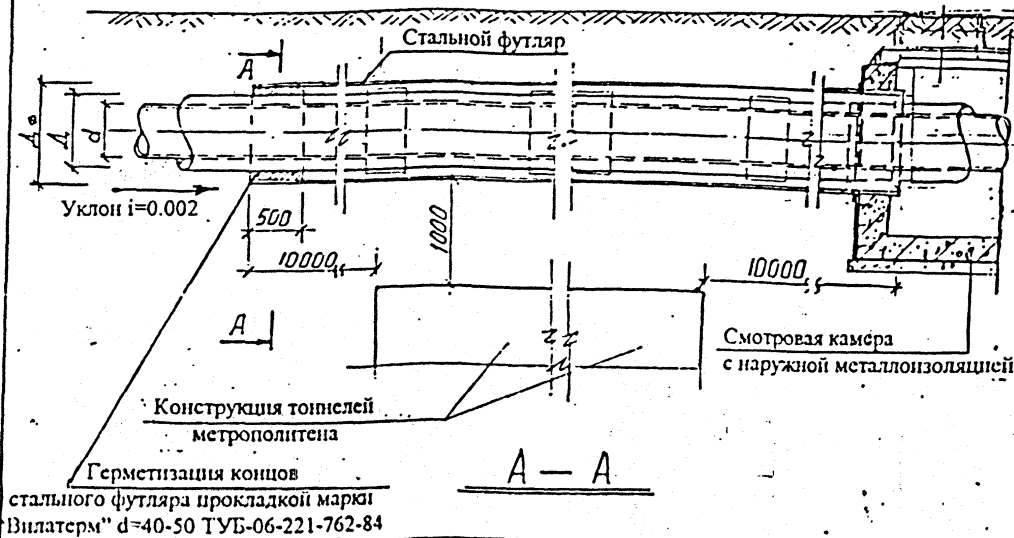 Стальной футляр
А
Дф
Д
d
Уклон i=0.002
500
10000
1000
10000
А
Смотровая камера
с наружной металлоизоляцией
Конструкция тоннелей
метрополитена
Герметизация концов
стального футляра прокладкой марки
"Вилатерм" d=40-50 ТУБ-06-221-762-84
А — А